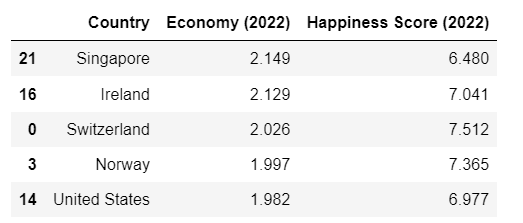 Country Economy (2022) Happiness Score (2022)
21 Singapore 2.149 6.480
16 Ireland 2.129 7.041
0 Switzerland 2.026 7.512
3 Norway 1.997 7.365
14 United States 1.982 6.977